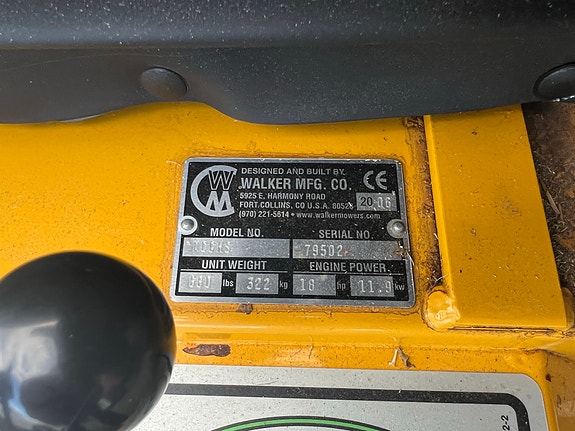 DESIGNED AND BUILT BY
WALKER MFG. CO.
5925 E. HARMONY ROAD
FORT COLLINS, CO U.S.A. 80528
(970) 221-5614 • www.walkermowers.com
WM
CE
20 06
MODEL NO. SERIAL NO.
79502
UNIT WEIGHT ENGINE POWER
lbs 322 kg 18 hp 11.9 kw